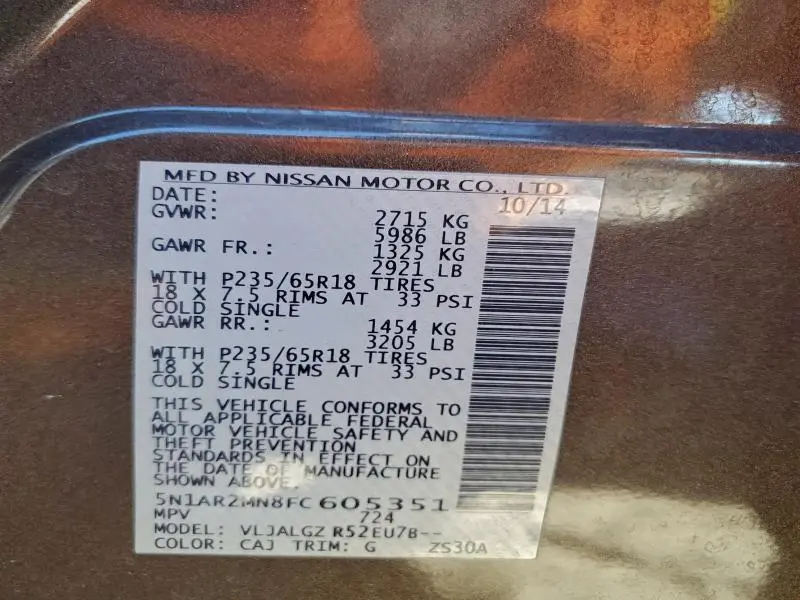 MFD BY NISSAN MOTOR CO., LTD.
DATE: 10/14
GVWR: 2715 KG
5986 LB
GAWR FR.: 1325 KG
2921 LB
WITH P235/65R18 TIRES
18 X 7.5 RIMS AT 33 PSI
COLD SINGLE
GAWR RR.: 1454 KG
3205 LB
WITH P235/65R18 TIRES
18 X 7.5 RIMS AT 33 PSI
COLD SINGLE
THIS VEHICLE CONFORMS TO
ALL APPLICABLE FEDERAL
MOTOR VEHICLE SAFETY AND
THEFT PREVENTION
STANDARDS IN EFFECT ON
THE DATE OF MANUFACTURE
SHOWN ABOVE.
5N1AR2MN8FC605351
MPV 724
MODEL: VLJALGZ R52EU7B--
COLOR: CAJ TRIM: G ZS30A